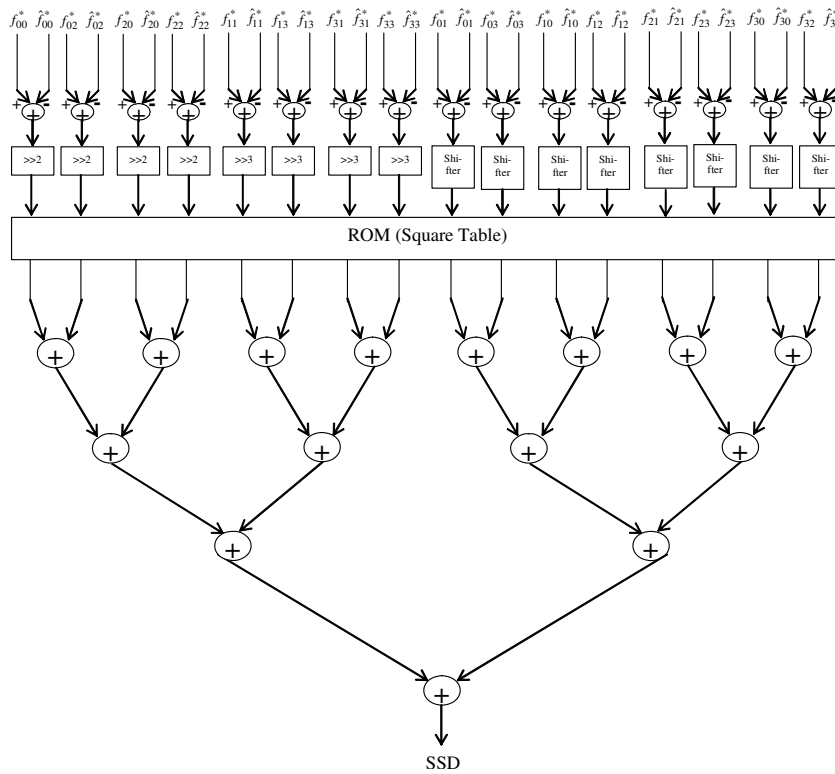 f*00 f̂*00 f*02 f̂*02 f*20 f̂*20 f*22 f̂*22 f*11 f̂*11 f*13 f̂*13 f*31 f̂*31 f*33 f̂*33 f*01 f̂*01 f*03 f̂*03 f*10 f̂*10 f*12 f̂*12 f*21 f̂*21 f*23 f̂*23 f*30 f̂*30 f*32
+ - + - + - + - + - + - + - + - + - + - + - + - + - + - + - + -
+ + + + + + + + + + + + + + + +
>>2 >>2 >>2 >>2 >>3 >>3 >>3 >>3 Shi-fter Shi-fter Shi-fter Shi-fter Shi-fter Shi-fter Shi-fter Shi-fter
ROM (Square Table)
+ + + + + + + +
+ + + +
+ +
+
SSD